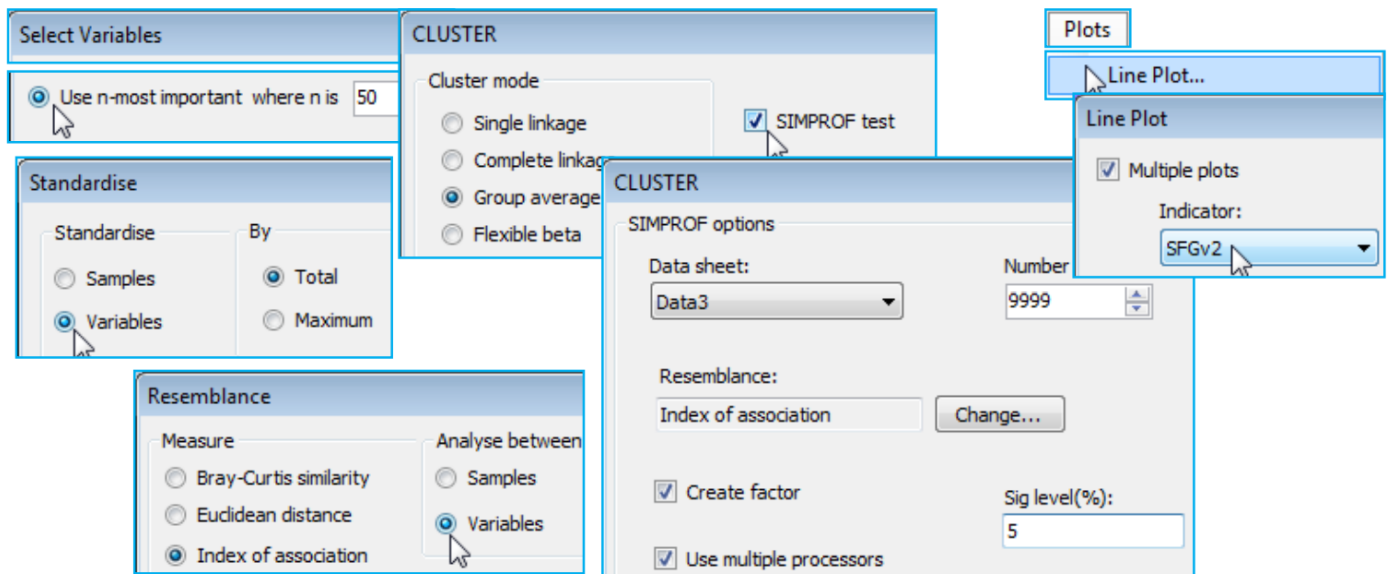 Select Variables
Use n-most important where n is 50
Standardise
Standardise
Samples
Variables
By
Total
Maximum
CLUSTER
Cluster mode
Single linkage
Complete linkag
Group average
Flexible beta
SIMPROF test
Resemblance
Measure
Bray-Curtis similarity
Euclidean distance
Index of association
Analyse between
Samples
Variables
CLUSTER
SIMPROF options
Data sheet:
Data3
Number
9999
Resemblance:
Index of association
Change...
Create factor
Sig level(%):
5
Use multiple processors
Plots
Line Plot...
Line Plot
Multiple plots
Indicator:
SFGv2